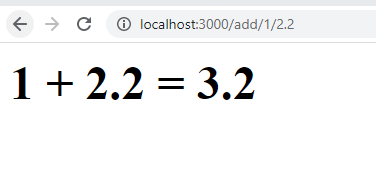 localhost:3000/add/1/2.2
1 + 2.2 = 3.2